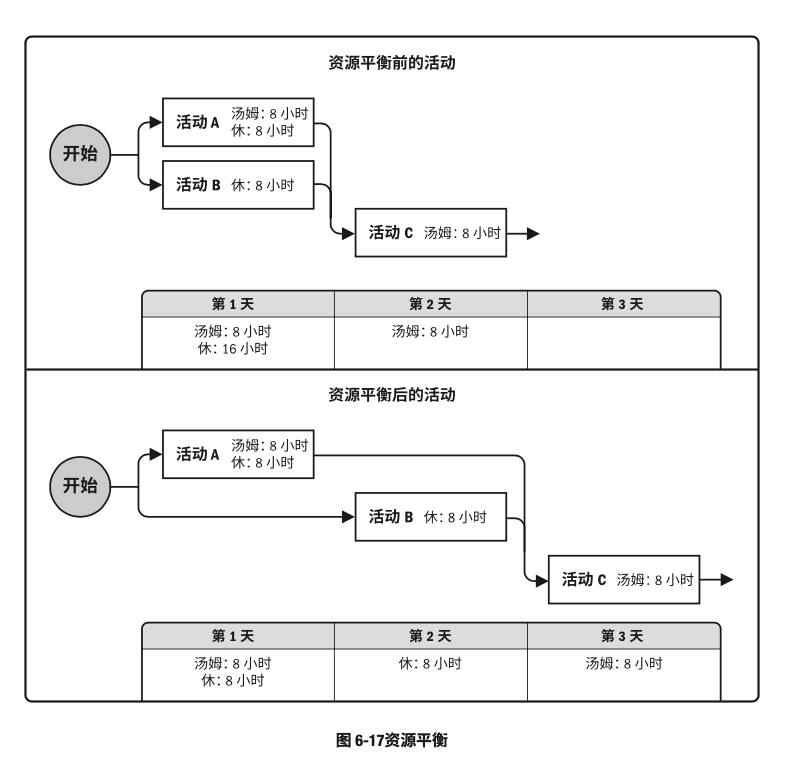 资源平衡前的活动
开始
活动 A
汤姆：8 小时
休：8 小时
活动 B
休：8 小时
活动 C
汤姆：8 小时
第 1 天
第 2 天
第 3 天
汤姆：8 小时
休：16 小时
汤姆：8 小时
资源平衡后的活动
开始
活动 A
汤姆：8 小时
休：8 小时
活动 B
休：8 小时
活动 C
汤姆：8 小时
第 1 天
第 2 天
第 3 天
汤姆：8 小时
休：8 小时
休：8 小时
汤姆：8 小时
图 6-17资源平衡